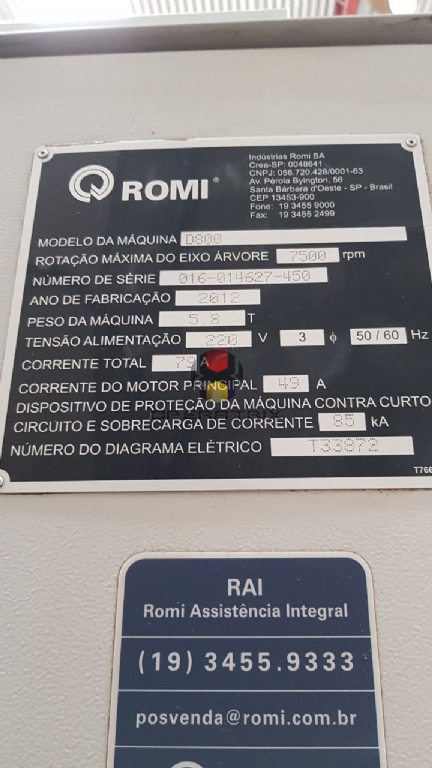 Indústrias Romi SA
Crea-SP: 0048641
CNPJ: 056.720.428/0001-63
Av. Pérola Byington, 56
Santa Bárbara d'Oeste - SP - Brasil
CEP 13453-900
Fone: 19 3455 9000
Fax: 19 3455 2499
ROMI®
MODELO DA MÁQUINA D800
ROTAÇÃO MÁXIMA DO EIXO ÁRVORE 7500 rpm
NÚMERO DE SÉRIE 016-014627-450
ANO DE FABRICAÇÃO 2012
PESO DA MÁQUINA 5.8 T
TENSÃO ALIMENTAÇÃO 220 V 3 ϕ 50/60 Hz
CORRENTE TOTAL 79 A
CORRENTE DO MOTOR PRINCIPAL 49 A
DISPOSITIVO DE PROTEÇÃO DA MÁQUINA CONTRA CURTO
CIRCUITO E SOBRECARGA DE CORRENTE 85 kA
NÚMERO DO DIAGRAMA ELÉTRICO T33872
RAI
Romi Assistência Integral
(19) 3455.9333
posvenda@romi.com.br